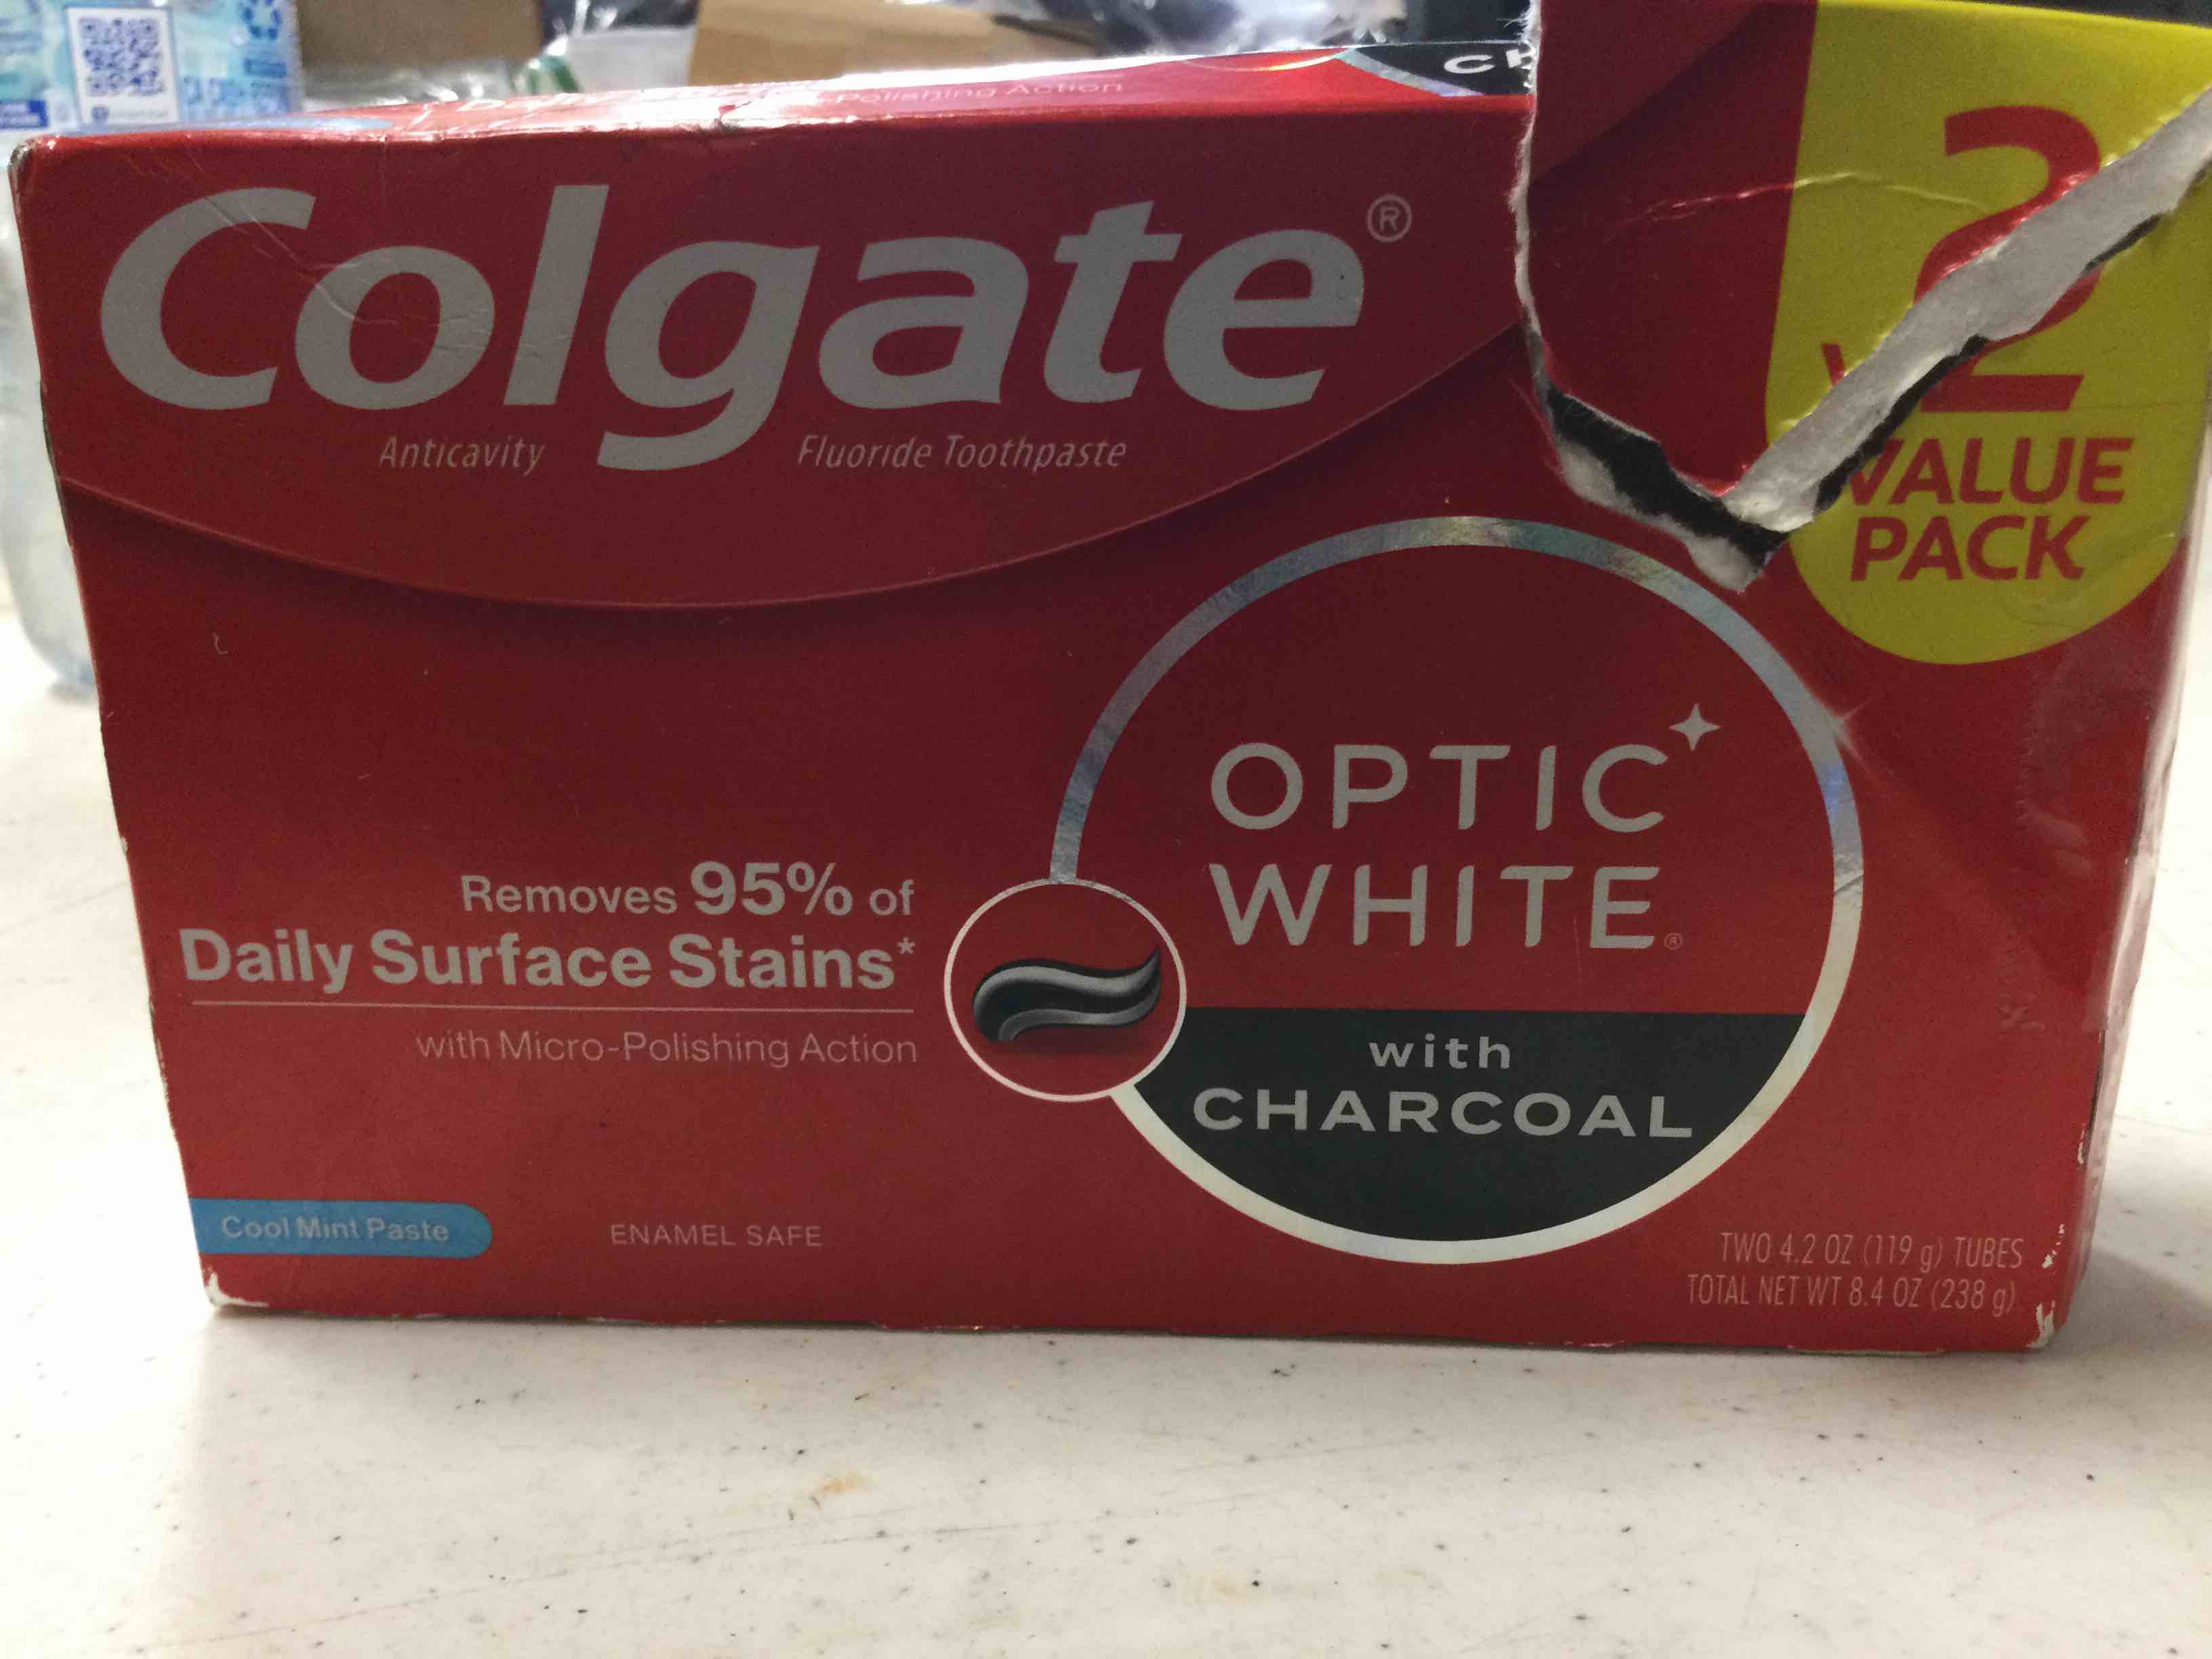 Polishing Action
Colgate®
Anticavity Fluoride Toothpaste
2
VALUE
PACK
OPTIC
WHITE®
with
CHARCOAL
Removes 95% of
Daily Surface Stains*
with Micro-Polishing Action
Cool Mint Paste
ENAMEL SAFE
TWO 4.2 OZ (119 g) TUBES
TOTAL NET WT 8.4 OZ (238 g)